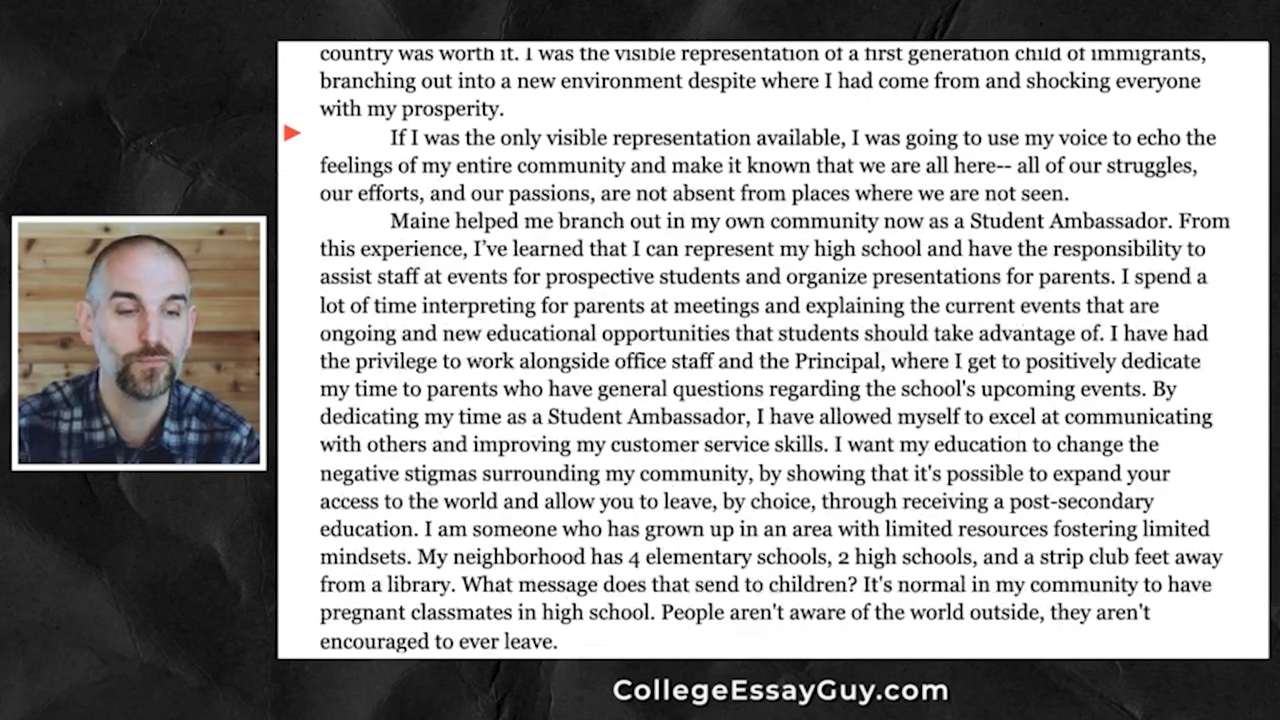 country was worth it. I was the visible representation of a first generation child of immigrants,
branching out into a new environment despite where I had come from and shocking everyone
with my prosperity.
If I was the only visible representation available, I was going to use my voice to echo the
feelings of my entire community and make it known that we are all here-- all of our struggles,
our efforts, and our passions, are not absent from places where we are not seen.
Maine helped me branch out in my own community now as a Student Ambassador. From
this experience, I’ve learned that I can represent my high school and have the responsibility to
assist staff at events for prospective students and organize presentations for parents. I spend a
lot of time interpreting for parents at meetings and explaining the current events that are
ongoing and new educational opportunities that students should take advantage of. I have had
the privilege to work alongside office staff and the Principal, where I get to positively dedicate
my time to parents who have general questions regarding the school's upcoming events. By
dedicating my time as a Student Ambassador, I have allowed myself to excel at communicating
with others and improving my customer service skills. I want my education to change the
negative stigmas surrounding my community, by showing that it's possible to expand your
access to the world and allow you to leave, by choice, through receiving a post-secondary
education. I am someone who has grown up in an area with limited resources fostering limited
mindsets. My neighborhood has 4 elementary schools, 2 high schools, and a strip club feet away
from a library. What message does that send to children? It's normal in my community to have
pregnant classmates in high school. People aren't aware of the world outside, they aren't
encouraged to ever leave.
CollegeEssayGuy.com